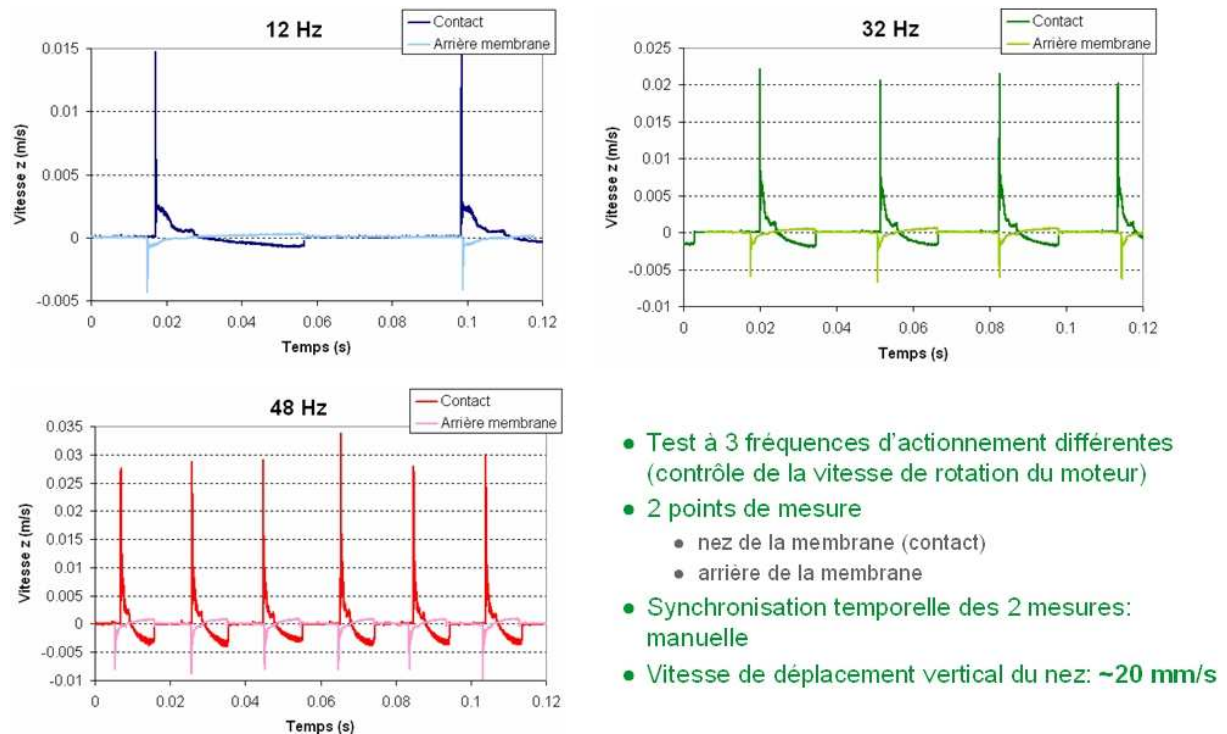 12 Hz
Contact
Arrière membrane
Vitesse z (m/s)
0.015
0.01
0.005
0
-0.005
0 0.02 0.04 0.06 0.08 0.1 0.12
Temps (s)
32 Hz
Contact
Arrière membrane
Vitesse z (m/s)
0.025
0.02
0.015
0.01
0.005
0
-0.005
-0.01
0 0.02 0.04 0.06 0.08 0.1 0.12
Temps (s)
48 Hz
Contact
Arrière membrane
Vitesse z (m/s)
0.035
0.03
0.025
0.02
0.015
0.01
0.005
0
-0.005
-0.01
0 0.02 0.04 0.06 0.08 0.1 0.12
Temps (s)
● Test à 3 fréquences d'actionnement différentes
(contrôle de la vitesse de rotation du moteur)
● 2 points de mesure
● nez de la membrane (contact)
● arrière de la membrane
● Synchronisation temporelle des 2 mesures:
manuelle
● Vitesse de déplacement vertical du nez: ~20 mm/s